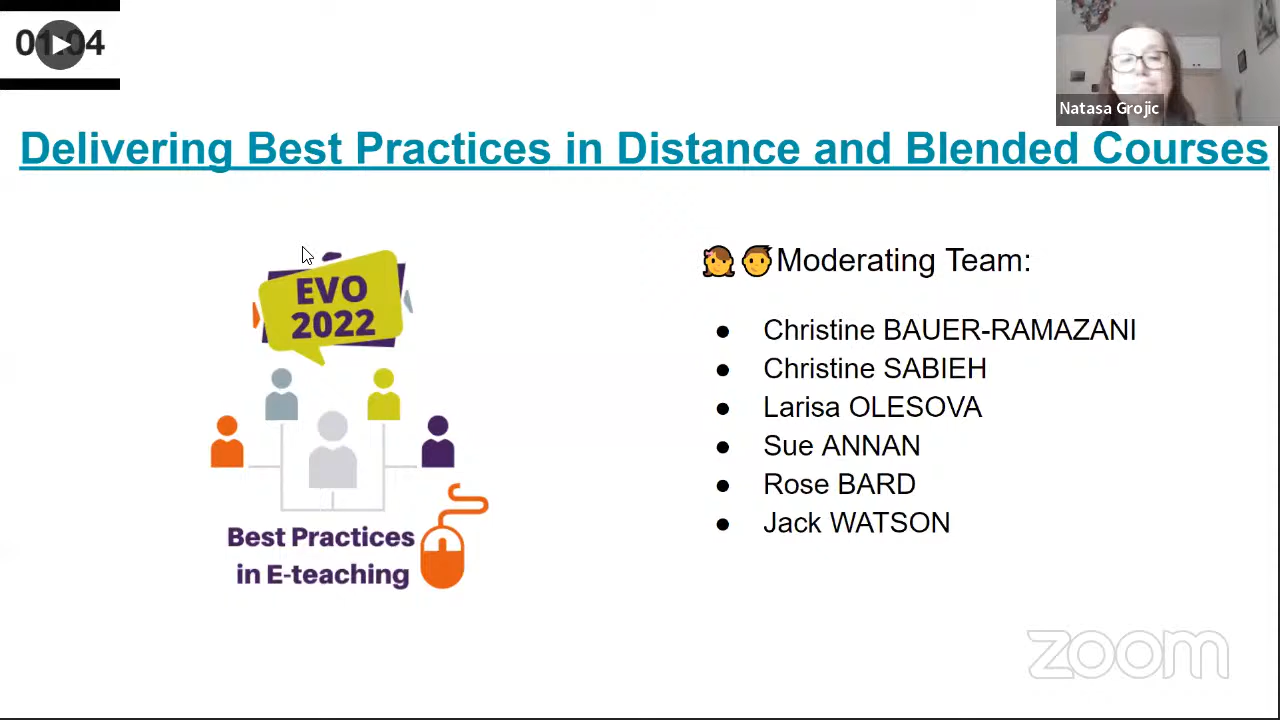 01:04
Natasa Grojic
Delivering Best Practices in Distance and Blended Courses
EVO
2022
Best Practices
in E-teaching
Moderating Team:
● Christine BAUER-RAMAZANI
● Christine SABIEH
● Larisa OLESOVA
● Sue ANNAN
● Rose BARD
● Jack WATSON
zoom